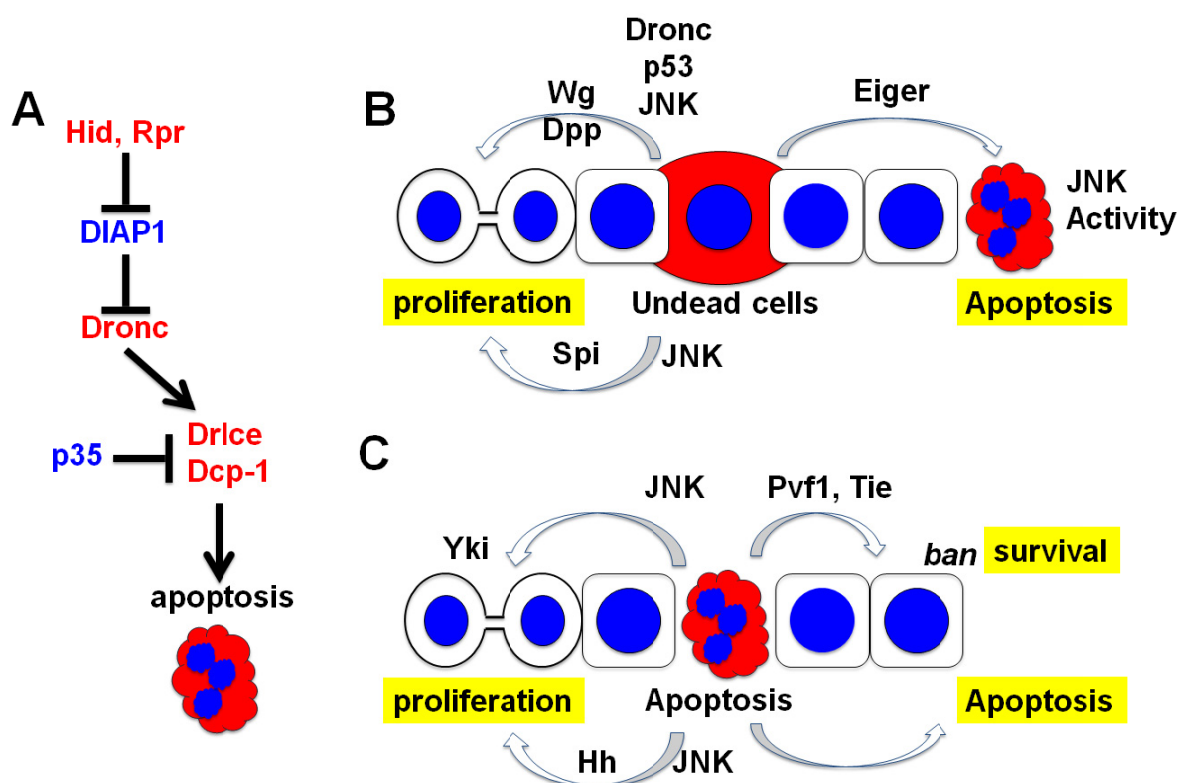 A
Hid, Rpr
DIAP1
Dronc
p35
DrIce
Dcp-1
apoptosis
B
Dronc
p53
JNK
Wg
Dpp
Eiger
JNK
Activity
proliferation
Undead cells
Apoptosis
Spi
JNK
C
JNK
Pvf1, Tie
Yki
ban
survival
proliferation
Apoptosis
Apoptosis
Hh
JNK